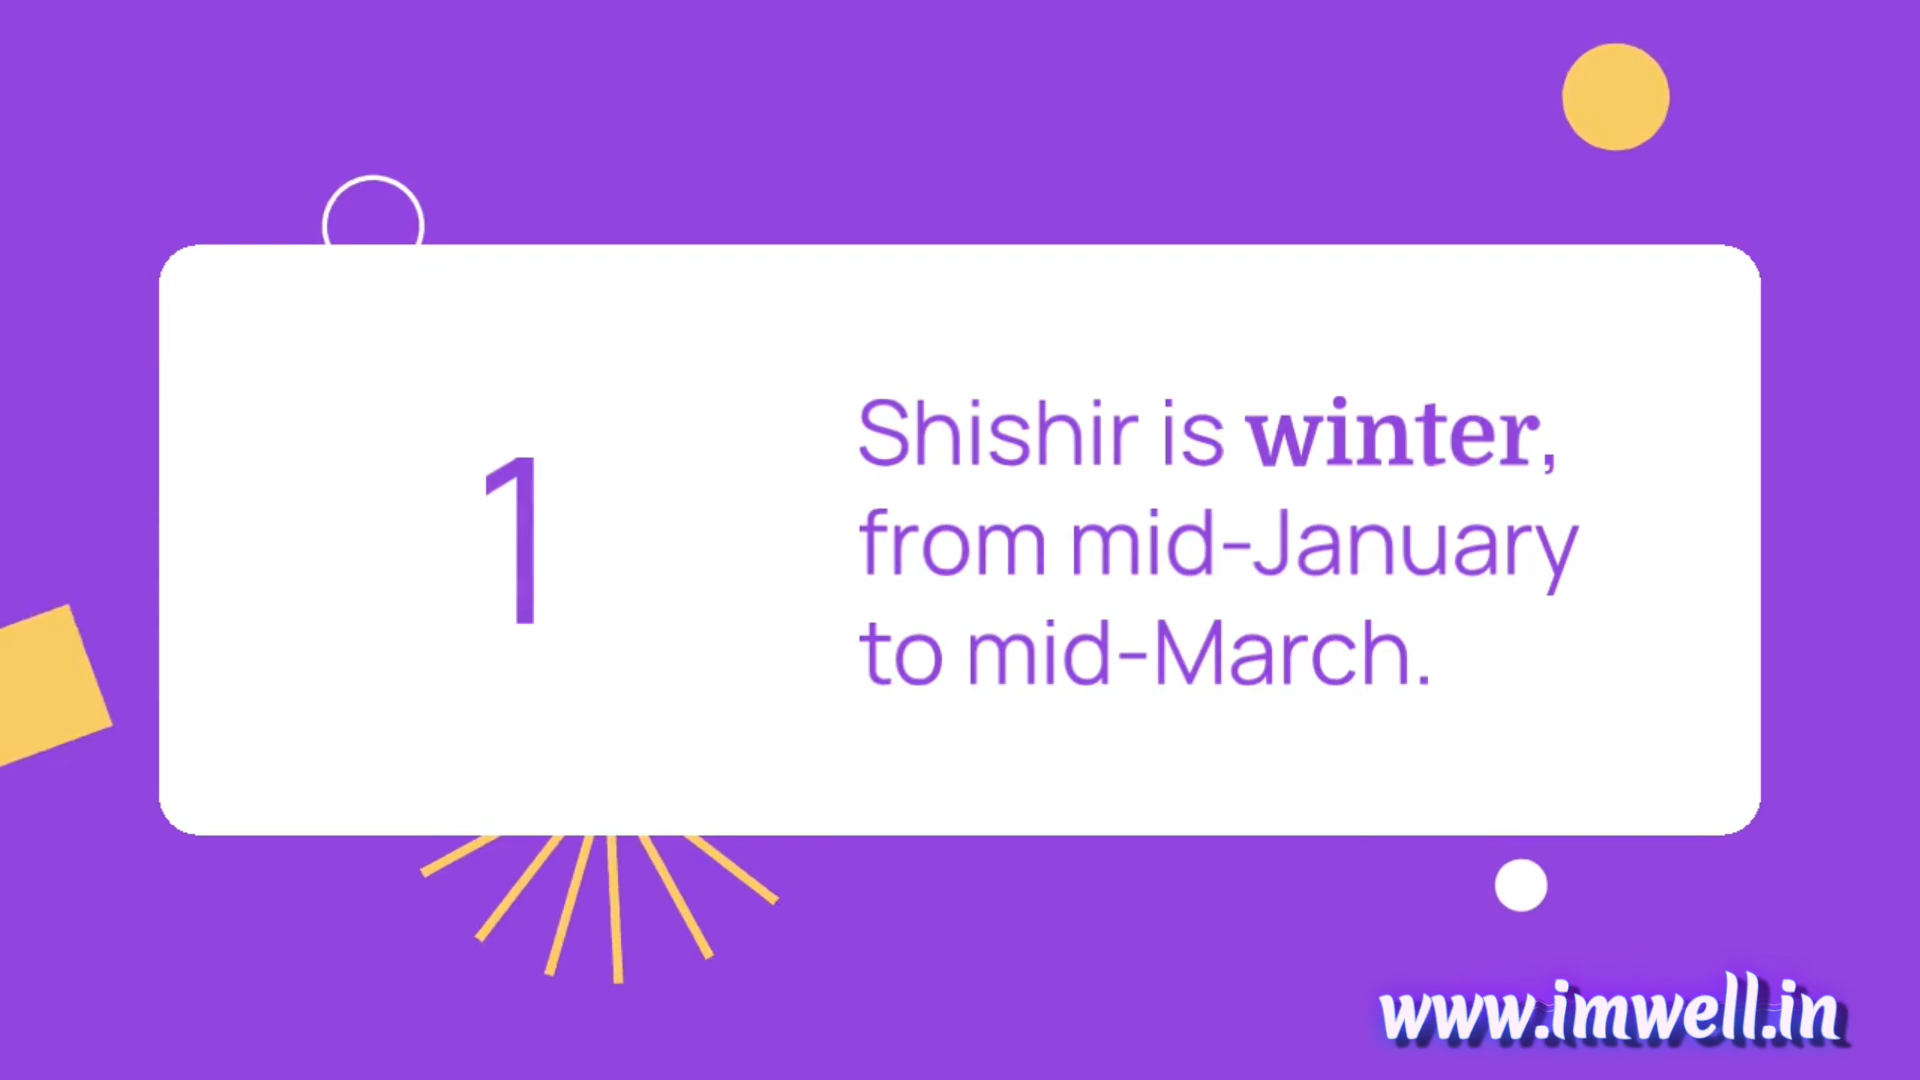 1
Shishir is winter,
from mid-January
to mid-March.
www.imwell.in